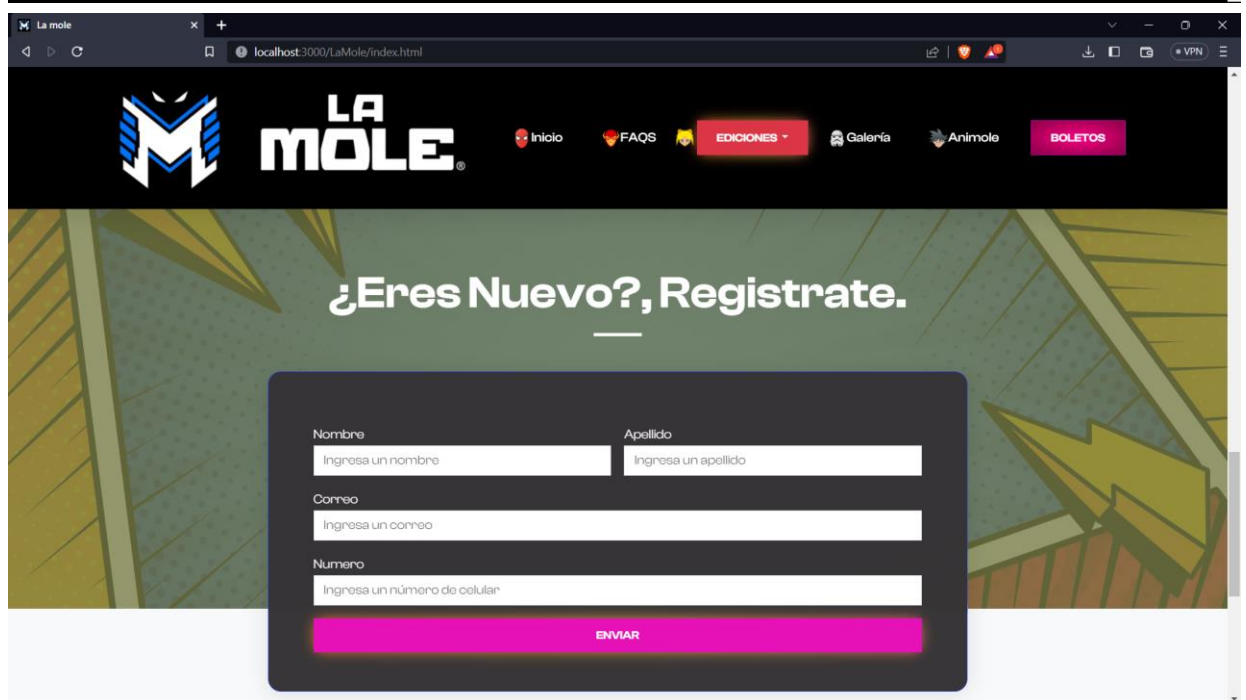 La mole
localhost:3000/LaMole/index.html
VPN
LA
MOLE®
Inicio
FAQS
EDICIONES
Galería
Animole
BOLETOS
¿Eres Nuevo?, Registrate.
Nombre
Apellido
Ingresa un nombre
Ingresa un apellido
Correo
Ingresa un correo
Numero
Ingresa un número de celular
ENVIAR